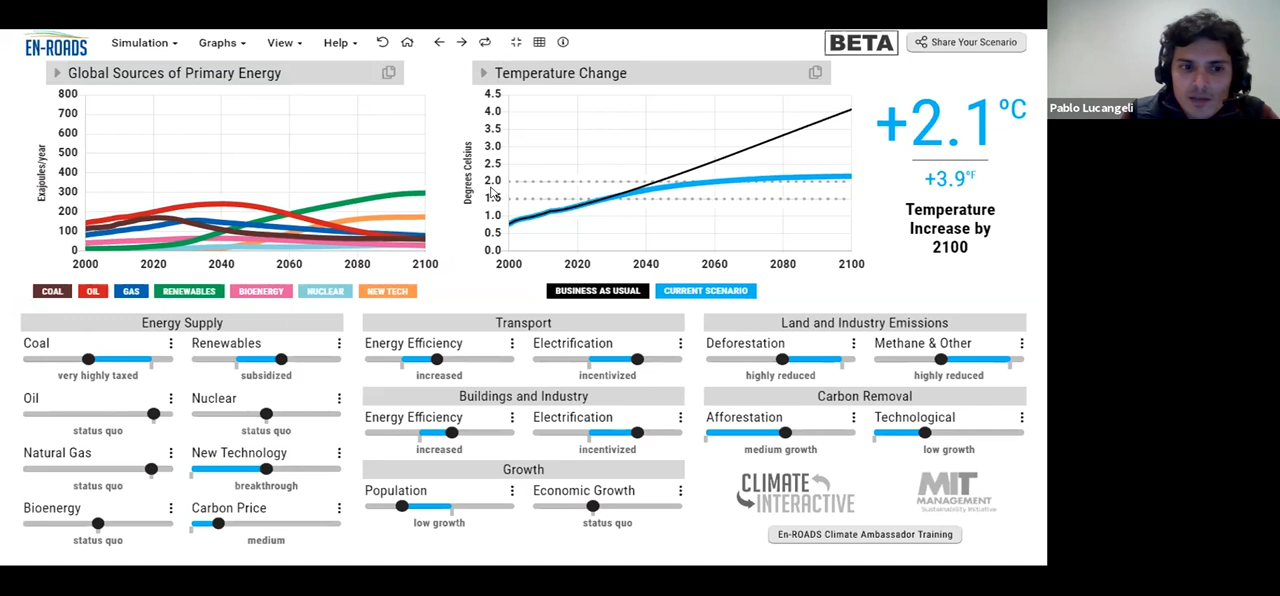 EN-ROADS
Simulation
Graphs
View
Help
BETA
Share Your Scenario
Pablo Lucangeli
Global Sources of Primary Energy
Exajoules/year
800
700
600
500
400
300
200
100
0
2000 2020 2040 2060 2080 2100
COAL OIL GAS RENEWABLES BIOENERGY NUCLEAR NEW TECH
Temperature Change
Degrees Celsius
4.5
4.0
3.5
3.0
2.5
2.0
1.5
1.0
0.5
0.0
2000 2020 2040 2060 2080 2100
BUSINESS AS USUAL CURRENT SCENARIO
+2.1°C
+3.9°F
Temperature
Increase by
2100
Energy Supply
Coal
very highly taxed
Renewables
subsidized
Oil
status quo
Nuclear
status quo
Natural Gas
status quo
New Technology
breakthrough
Bioenergy
status quo
Carbon Price
medium
Transport
Energy Efficiency
increased
Electrification
incentivized
Buildings and Industry
Energy Efficiency
increased
Electrification
incentivized
Growth
Population
low growth
Economic Growth
status quo
Land and Industry Emissions
Deforestation
highly reduced
Methane & Other
highly reduced
Carbon Removal
Afforestation
medium growth
Technological
low growth
CLIMATE
INTERACTIVE
MIT
MANAGEMENT
Sustainability Initiative
En-ROADS Climate Ambassador Training